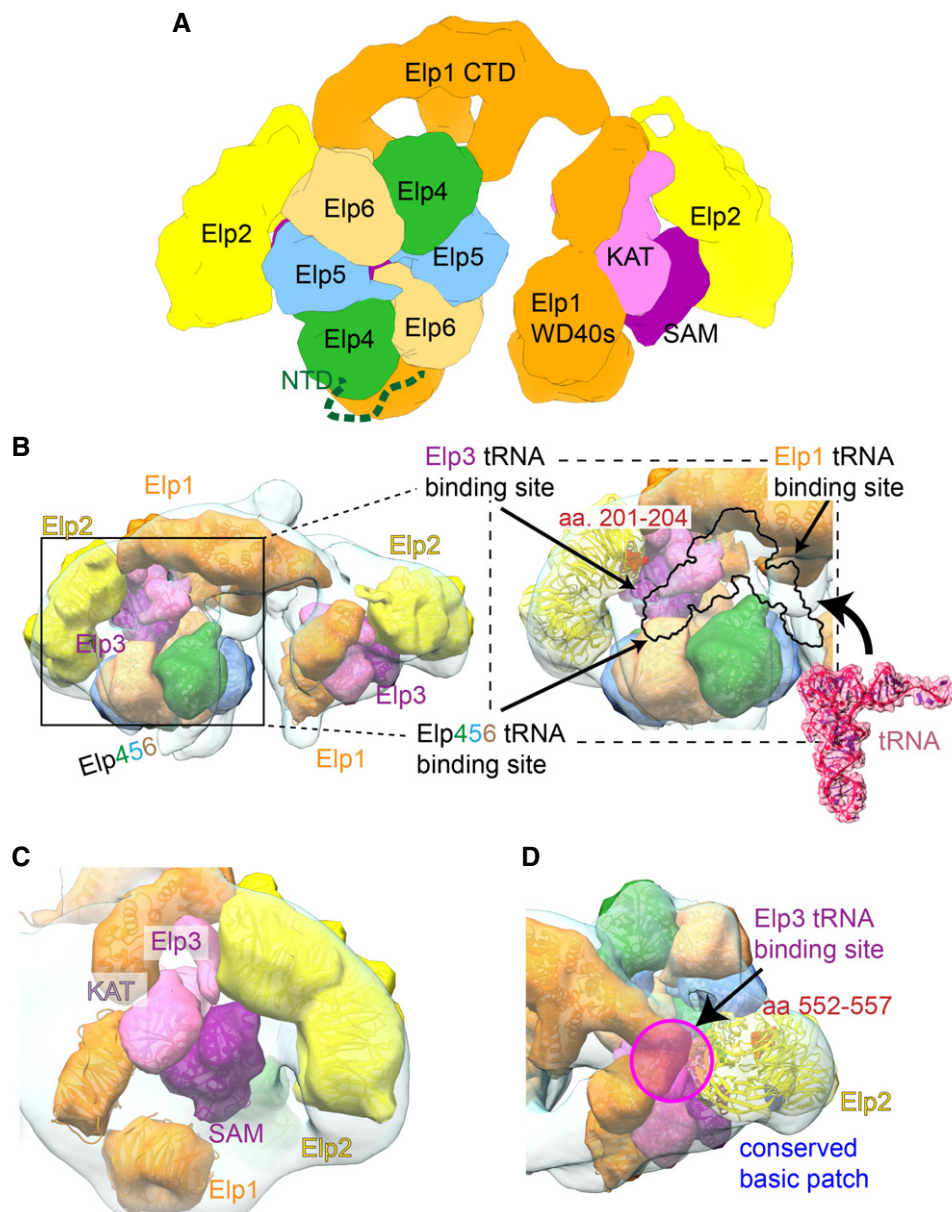 A
Elp1 CTD
Elp6
Elp4
Elp2
Elp2
Elp5
Elp5
KAT
Elp4
Elp6
Elp1
WD40s
SAM
NTD
B
Elp1
Elp2
Elp2
Elp3
Elp3
Elp456
Elp1
Elp3 tRNA
binding site
Elp1 tRNA
binding site
aa. 201-204
Elp456 tRNA
binding site
tRNA
C
Elp3
KAT
SAM
Elp2
Elp1
D
Elp3 tRNA
binding site
aa 552-557
Elp2
conserved
basic patch